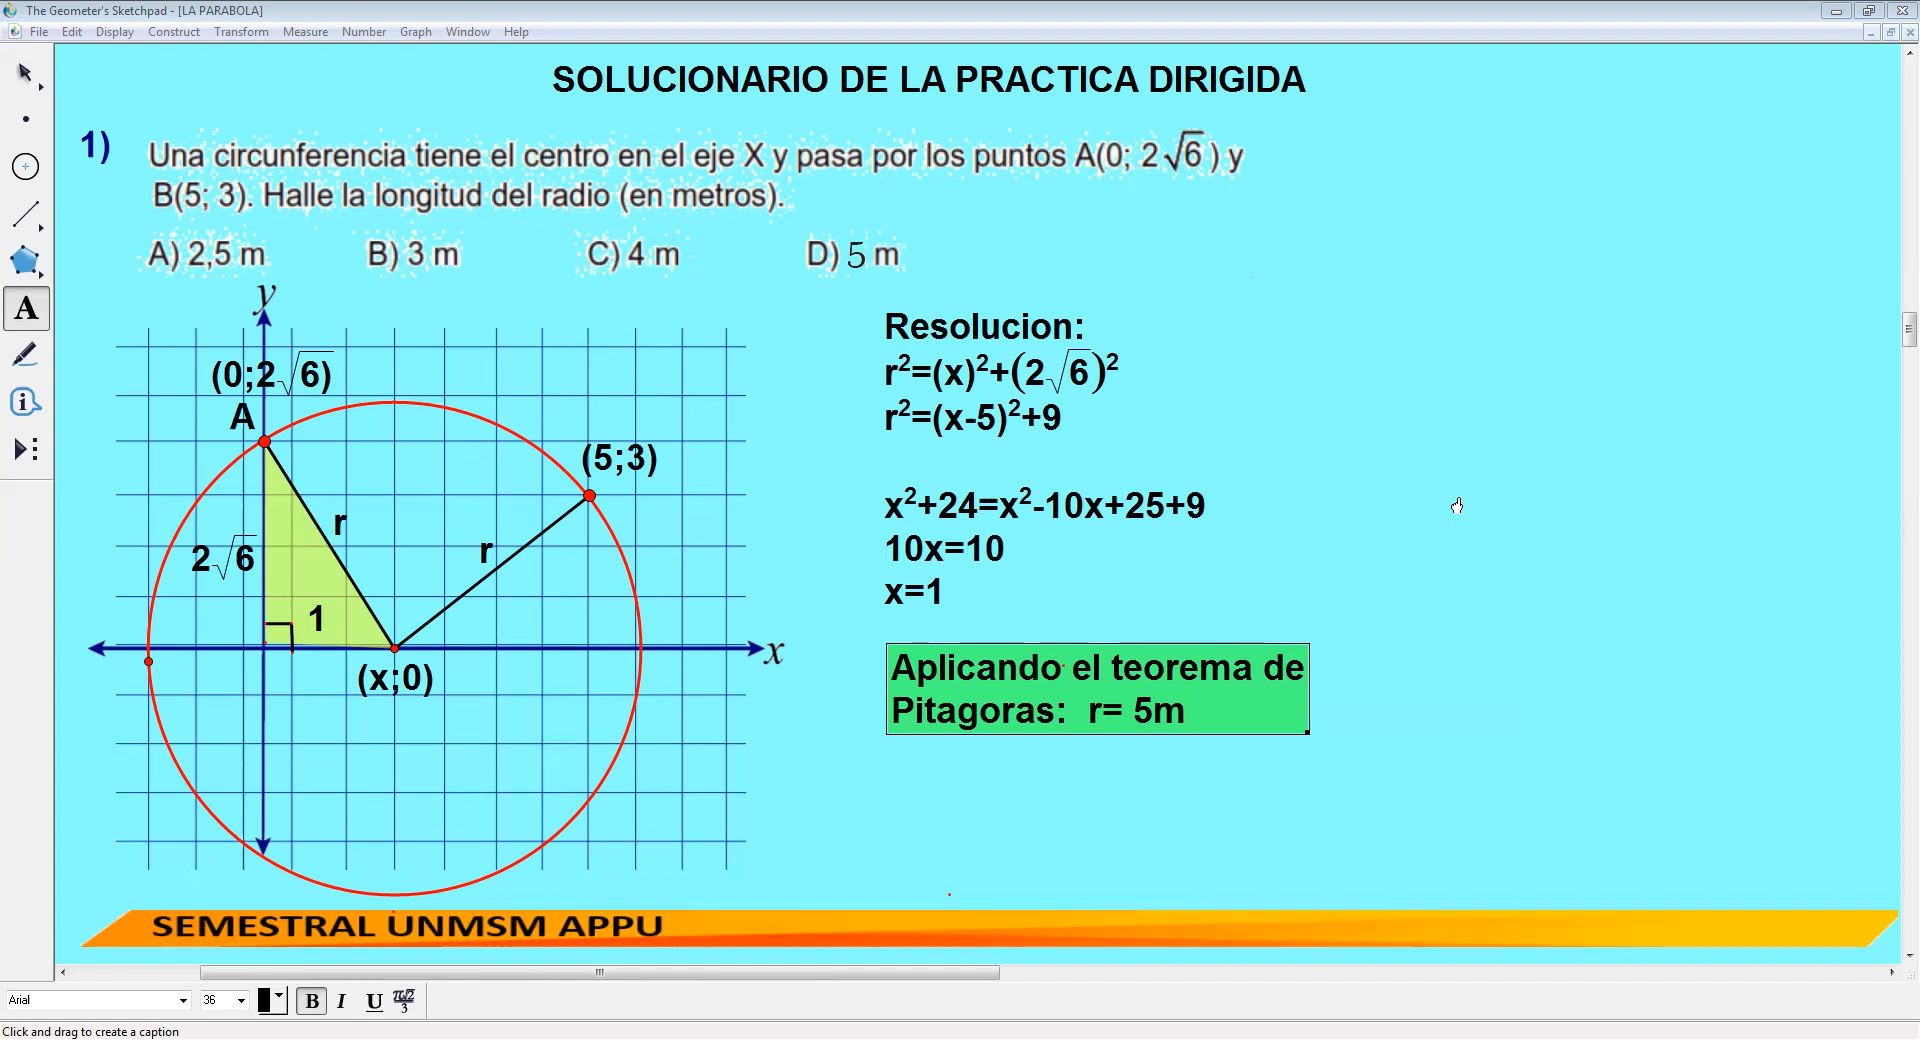 The Geometer's Sketchpad - [LA PARABOLA]
File Edit Display Construct Transform Measure Number Graph Window Help
SOLUCIONARIO DE LA PRACTICA DIRIGIDA
1)
Una circunferencia tiene el centro en el eje X y pasa por los puntos A(0; 2√6) y
B(5; 3). Halle la longitud del radio (en metros).
A) 2,5 m B) 3 m C) 4 m D) 5 m
y
(0;2√6)
A
(5;3)
r
r
2√6
1
x
(x;0)
Resolucion:
r²=(x)²+(2√6)²
r²=(x-5)²+9
x²+24=x²-10x+25+9
10x=10
x=1
Aplicando el teorema de
Pitagoras: r= 5m
SEMESTRAL UNMSM APPU
Arial 36 B I U
Click and drag to create a caption